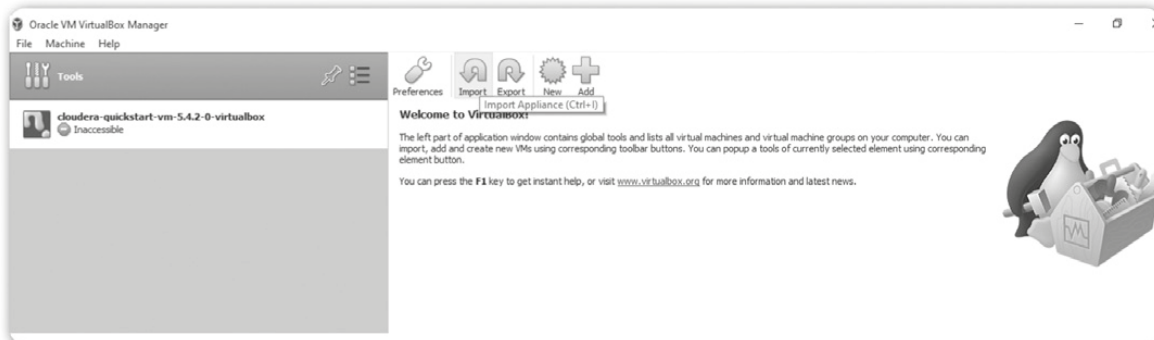 Oracle VM VirtualBox Manager
File Machine Help
Tools
Preferences Import Export New Add
Import Appliance (Ctrl+I)
cloudera-quickstart-vm-5.4.2-0-virtualbox
Inaccessible
Welcome to VirtualBox!
The left part of application window contains global tools and lists all virtual machines and virtual machine groups on your computer. You can
import, add and create new VMs using corresponding toolbar buttons. You can popup a tools of currently selected element using corresponding
element button.
You can press the F1 key to get instant help, or visit www.virtualbox.org for more information and latest news.